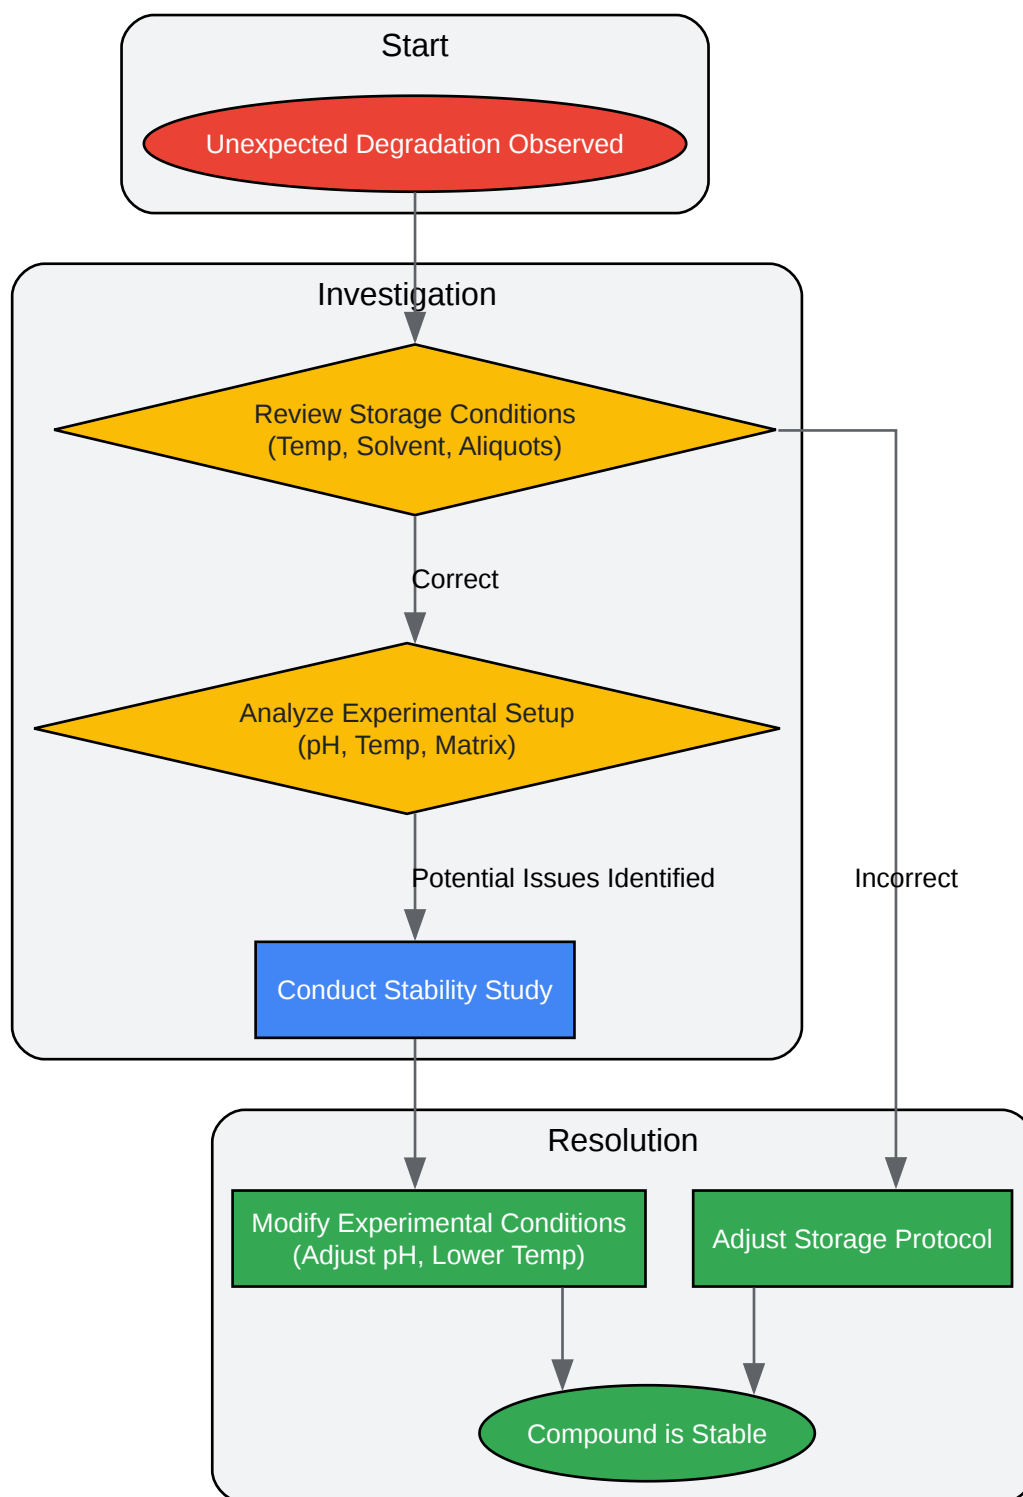 Start
Unexpected Degradation Observed
Investigation
Review Storage Conditions
(Temp, Solvent, Aliquots)
Correct
Analyze Experimental Setup
(pH, Temp, Matrix)
Potential Issues Identified
Incorrect
Conduct Stability Study
Resolution
Modify Experimental Conditions
(Adjust pH, Lower Temp)
Adjust Storage Protocol
Compound is Stable